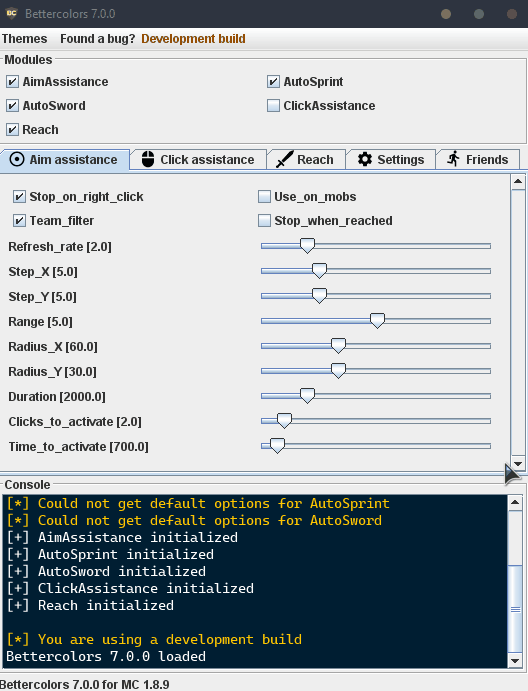 BC Bettercolors 7.0.0
Themes Found a bug? Development build
Modules
AimAssistance AutoSprint
AutoSword ClickAssistance
Reach
Aim assistance Click assistance Reach Settings Friends
Stop_on_right_click Use_on_mobs
Team_filter Stop_when_reached
Refresh_rate [2.0]
Step_X [5.0]
Step_Y [5.0]
Range [5.0]
Radius_X [60.0]
Radius_Y [30.0]
Duration [2000.0]
Clicks_to_activate [2.0]
Time_to_activate [700.0]
Console
[*] Could not get default options for AutoSprint
[*] Could not get default options for AutoSword
[+] AimAssistance initialized
[+] AutoSprint initialized
[+] AutoSword initialized
[+] ClickAssistance initialized
[+] Reach initialized
[*] You are using a development build
Bettercolors 7.0.0 loaded
Bettercolors 7.0.0 for MC 1.8.9